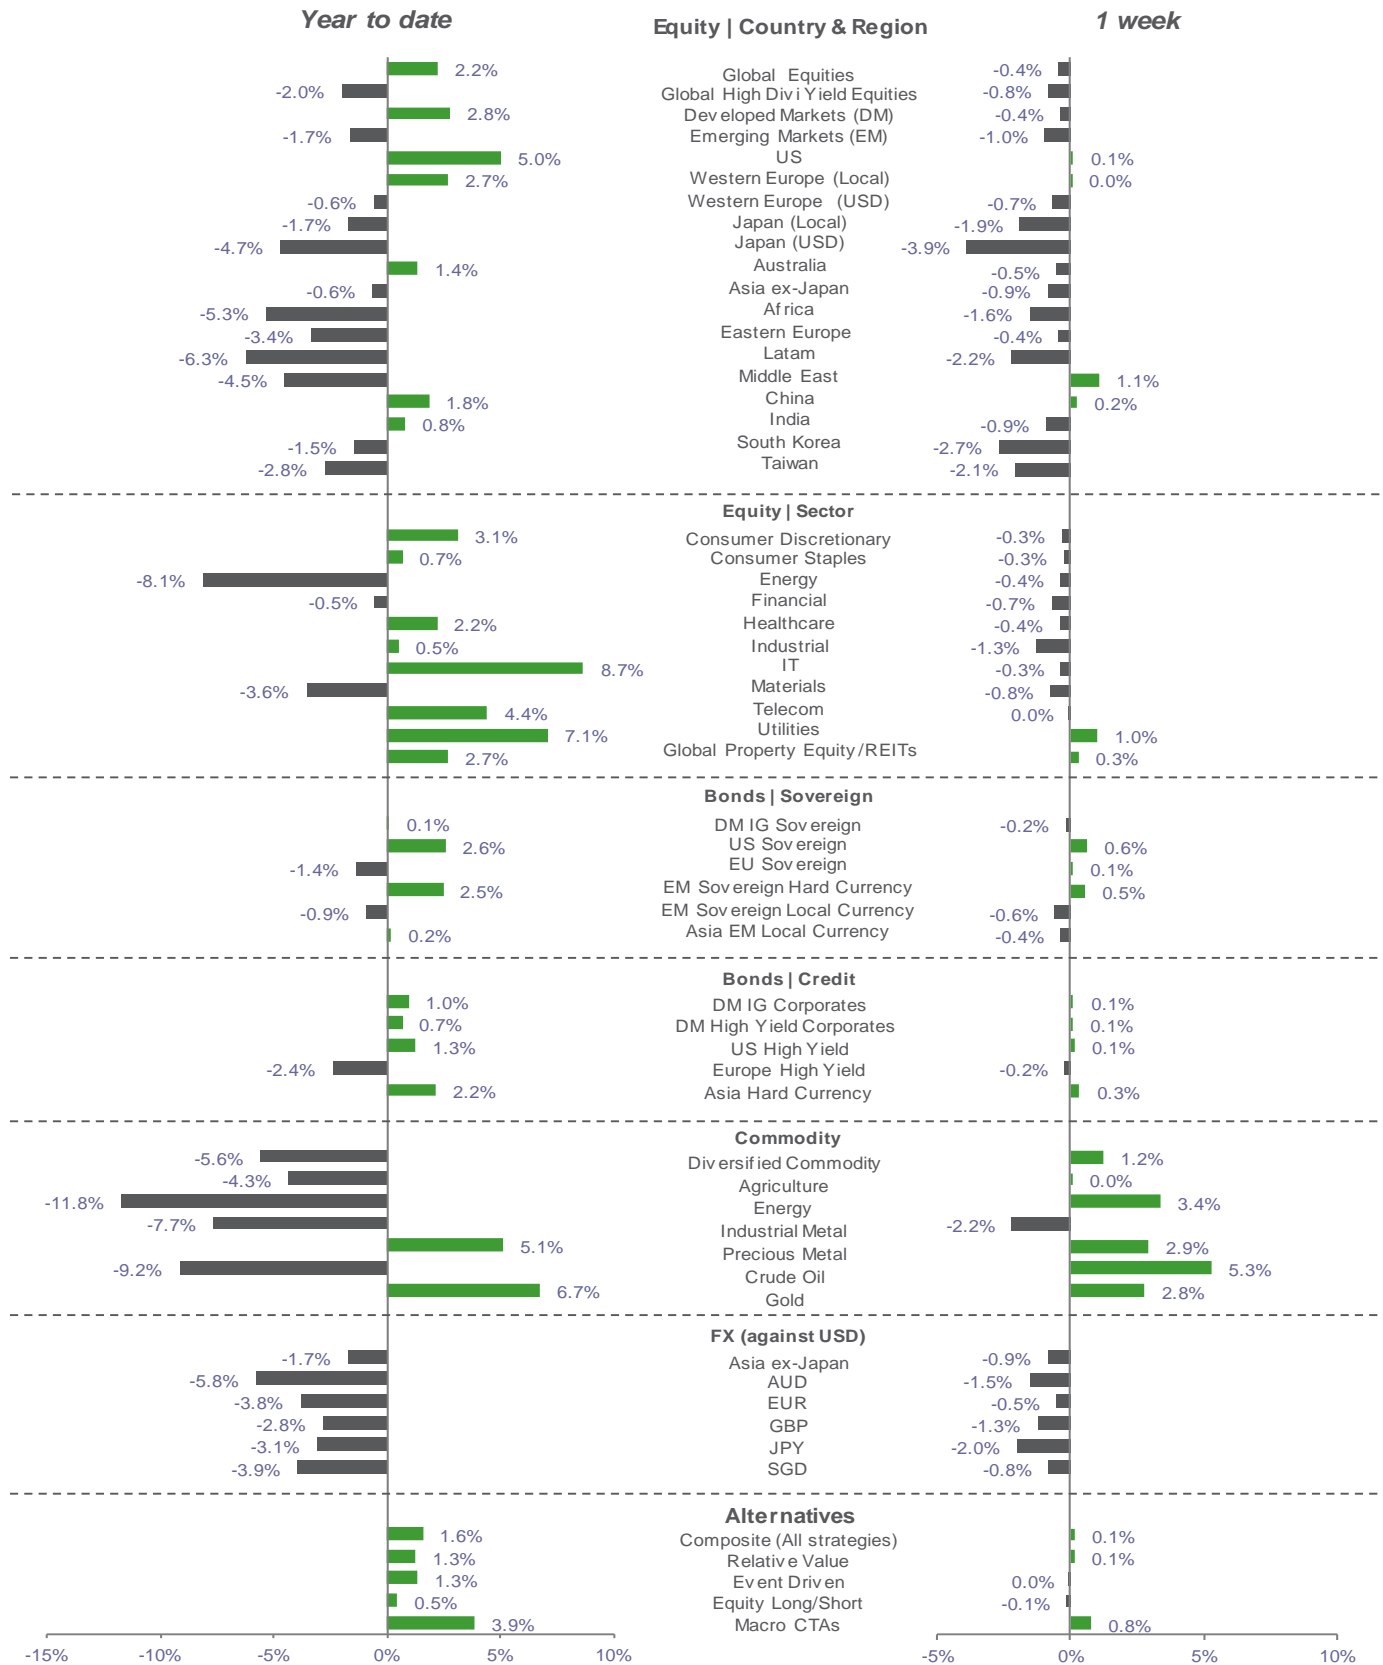 Year to date Equity | Country & Region 1 week
2.2% Global Equities -0.4%
-2.0% Global High Divi Yield Equities -0.8%
2.8% Developed Markets (DM) -0.4%
-1.7% Emerging Markets (EM) -1.0%
5.0% US 0.1%
2.7% Western Europe (Local) 0.0%
-0.6% Western Europe (USD) -0.7%
-1.7% Japan (Local) -1.9%
-4.7% Japan (USD) -3.9%
1.4% Australia -0.5%
-0.6% Asia ex-Japan -0.9%
-5.3% Africa -1.6%
-3.4% Eastern Europe -0.4%
-6.3% Latam -2.2%
-4.5% Middle East 1.1%
1.8% China 0.2%
0.8% India -0.9%
-1.5% South Korea -2.7%
-2.8% Taiwan -2.1%
Equity | Sector
3.1% Consumer Discretionary -0.3%
0.7% Consumer Staples -0.3%
-8.1% Energy -0.4%
-0.5% Financial -0.7%
2.2% Healthcare -0.4%
0.5% Industrial -1.3%
8.7% IT -0.3%
-3.6% Materials -0.8%
4.4% Telecom 0.0%
7.1% Utilities 1.0%
2.7% Global Property Equity/REITs 0.3%
Bonds | Sovereign
0.1% DM IG Sovereign -0.2%
2.6% US Sovereign 0.6%
-1.4% EU Sovereign 0.1%
2.5% EM Sovereign Hard Currency 0.5%
-0.9% EM Sovereign Local Currency -0.6%
0.2% Asia EM Local Currency -0.4%
Bonds | Credit
1.0% DM IG Corporates 0.1%
0.7% DM High Yield Corporates 0.1%
1.3% US High Yield 0.1%
-2.4% Europe High Yield -0.2%
2.2% Asia Hard Currency 0.3%
Commodity
-5.6% Diversified Commodity 1.2%
-4.3% Agriculture 0.0%
-11.8% Energy 3.4%
-7.7% Industrial Metal -2.2%
5.1% Precious Metal 2.9%
-9.2% Crude Oil 5.3%
6.7% Gold 2.8%
FX (against USD)
-1.7% Asia ex-Japan -0.9%
-5.8% AUD -1.5%
-3.8% EUR -0.5%
-2.8% GBP -1.3%
-3.1% JPY -2.0%
-3.9% SGD -0.8%
Alternatives
1.6% Composite (All strategies) 0.1%
1.3% Relative Value 0.1%
1.3% Event Driven 0.0%
0.5% Equity Long/Short -0.1%
3.9% Macro CTAs 0.8%
-15% -10% -5% 0% 5% 10% -5% 0% 5% 10%